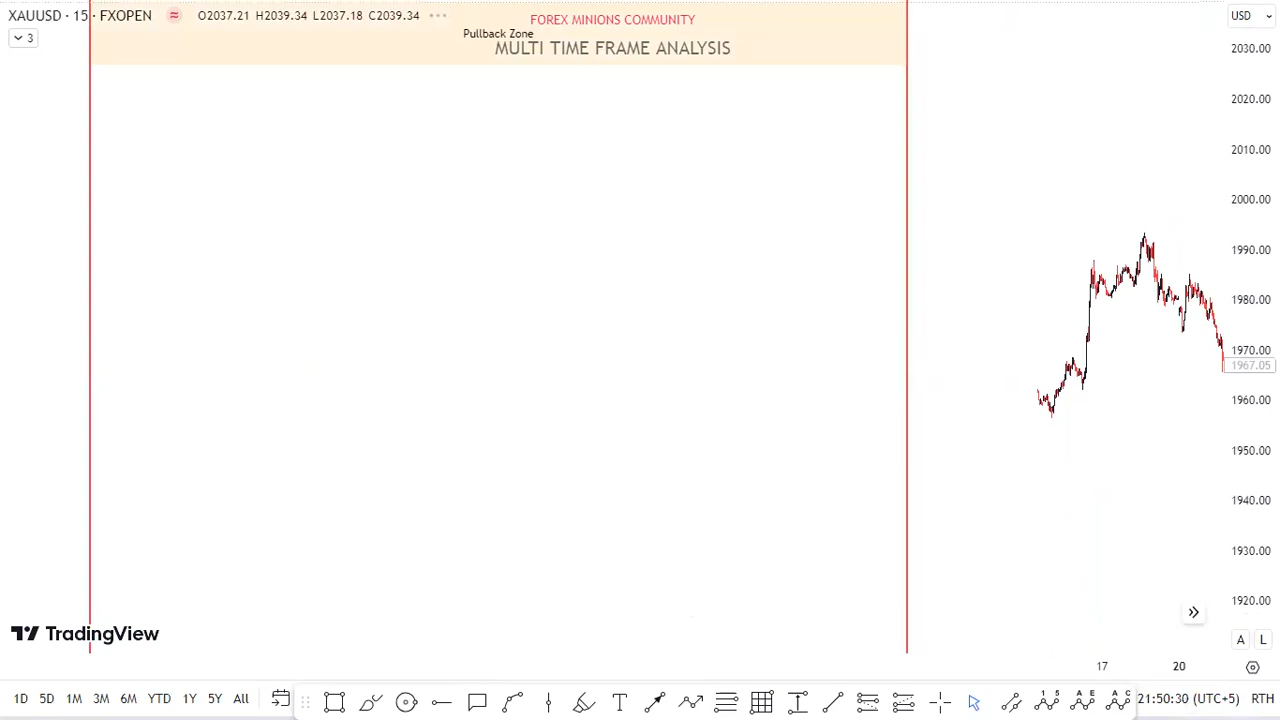 XAUUSD · 15 · FXOPEN
O2037.21 H2039.34 L2037.18 C2039.34
USD
3
FOREX MINIONS COMMUNITY
Pullback Zone
MULTI TIME FRAME ANALYSIS
2030.00
2020.00
2010.00
2000.00
1990.00
1980.00
1970.00
1967.05
1960.00
1950.00
1940.00
1930.00
1920.00
TradingView
A L
17 20
1D 5D 1M 3M 6M YTD 1Y 5Y All
21:50:30 (UTC+5) RTH